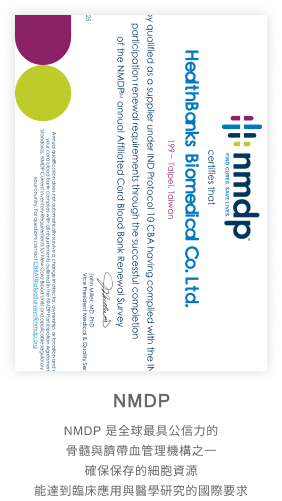 nmdp
FIND CURES. SAVE LIVES.
certifies that
HealthBanks Biomedical Co. Ltd.
199 – Taipei, Taiwan
by qualified as a supplier under IND Protocol 10 CBA having complied with the
participation renewal requirements through the successful completion
of the NMDP℠ annual Affiliated Cord Blood Bank Renewal Survey
John Miller, MD, PhD
Vice President Medical & Quality Se
25
NMDP
NMDP 是全球最具公信力的
骨髓與臍帶血管理機構之一
確保保存的細胞資源
能達到臨床應用與醫學研究的國際要求